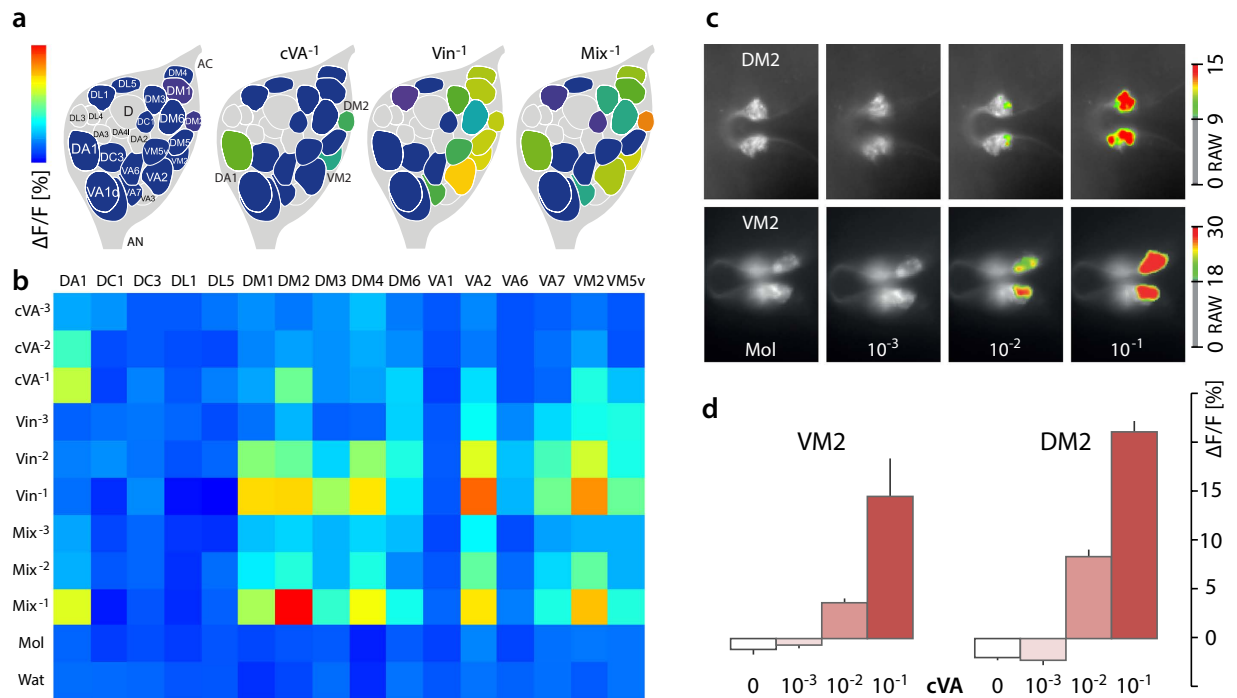 a
ΔF/F [%]
AC
DM4
DL5
DM1
DL1
DM3
D
DL3
DL4
DC1
DM6
DM2
DA3
DA4l
DA2
DA1
DC3
VM5v
DM5
VM2
VA6
VA2
VA1d
VA7
VA3
AN
cVA-1
DM2
DA1
VM2
Vin-1
Mix-1
b
DA1 DC1 DC3 DL1 DL5 DM1 DM2 DM3 DM4 DM6 VA1 VA2 VA6 VA7 VM2 VM5v
cVA-3
cVA-2
cVA-1
Vin-3
Vin-2
Vin-1
Mix-3
Mix-2
Mix-1
Mol
Wat
c
DM2
0 RAW 9 15
VM2
Mol 10-3 10-2 10-1
0 RAW 18 30
d
VM2 DM2
ΔF/F [%]
15
10
5
0
0 10-3 10-2 10-1 cVA 0 10-3 10-2 10-1